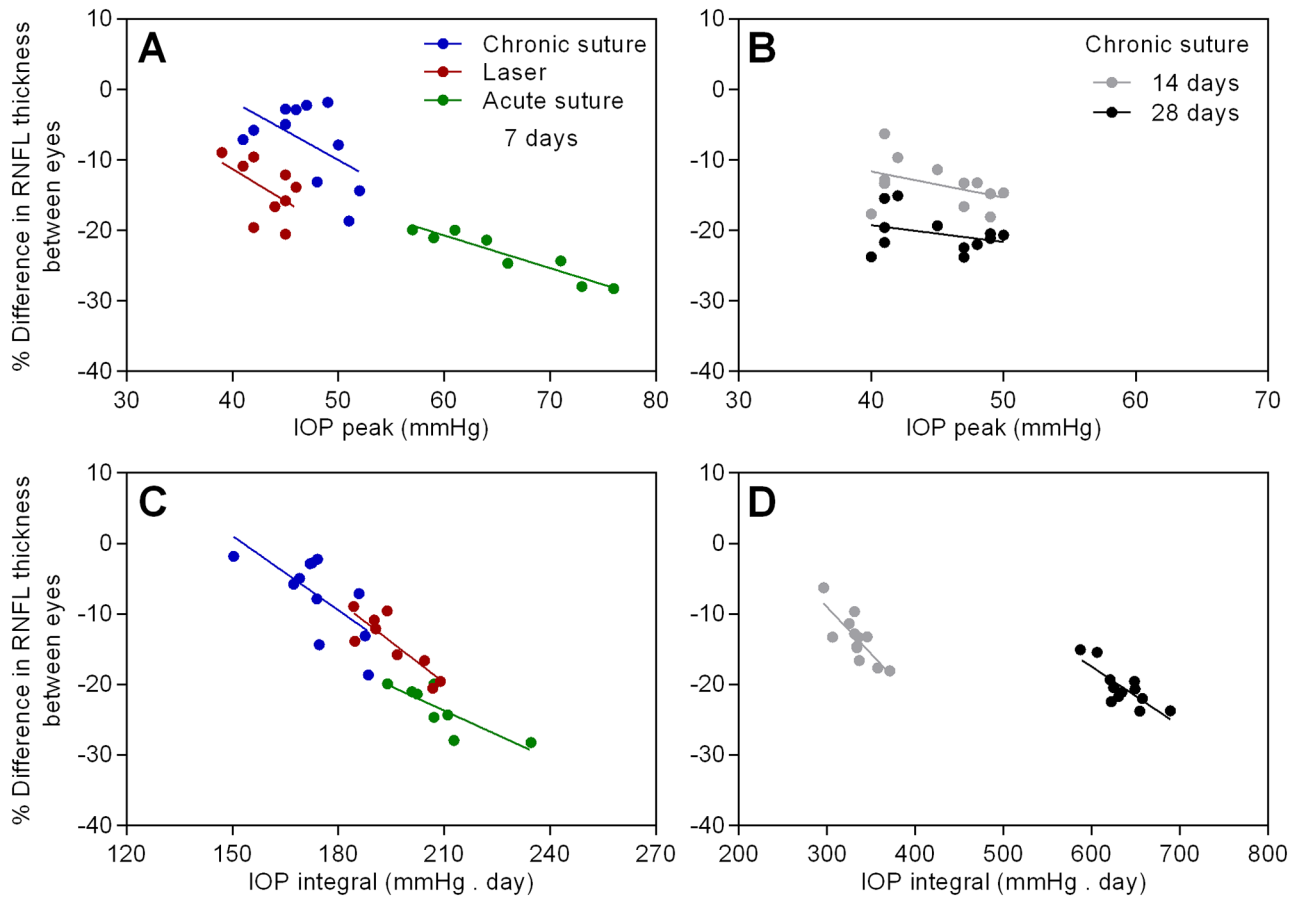 % Difference in RNFL thickness
between eyes
A
Chronic suture
Laser
Acute suture
7 days
10
0
-10
-20
-30
-40
30
40
50
60
70
80
IOP peak (mmHg)
B
Chronic suture
14 days
28 days
10
0
-10
-20
-30
-40
30
40
50
60
70
IOP peak (mmHg)
% Difference in RNFL thickness
between eyes
C
10
0
-10
-20
-30
-40
120
150
180
210
240
270
IOP integral (mmHg . day)
D
10
0
-10
-20
-30
-40
200
300
400
500
600
700
800
IOP integral (mmHg . day)